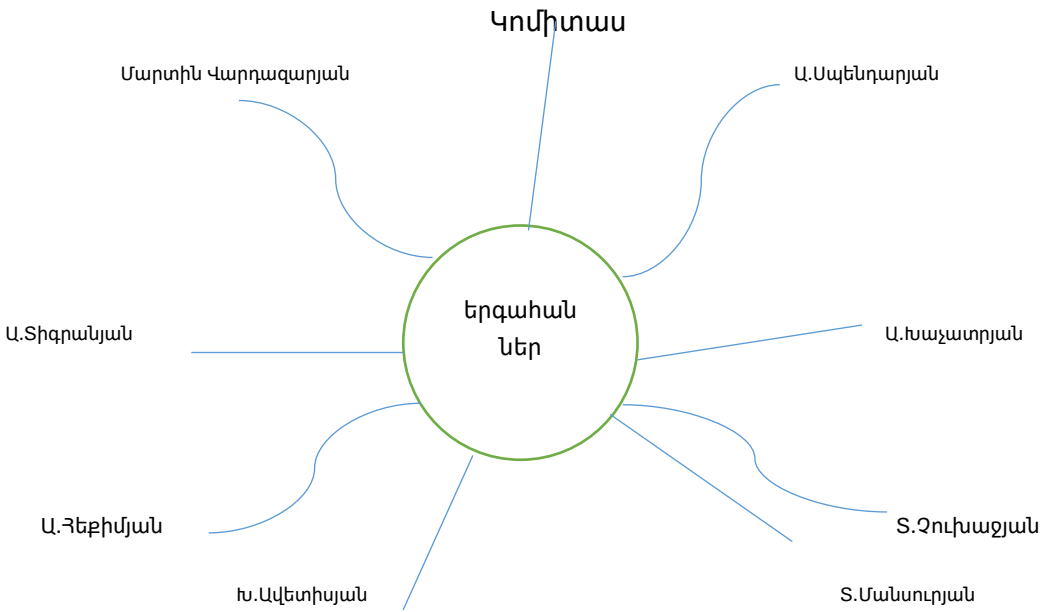 Կոմիտաս
Մարտին Վարդազարյան
Ա.Սպենդարյան
երգահան
ներ
Ա.Տիգրանյան
Ա.Խաչատրյան
Ա.Հեքիմյան
Տ.Չուխաջյան
Խ.Ավետիսյան
Տ.Մանսուրյան